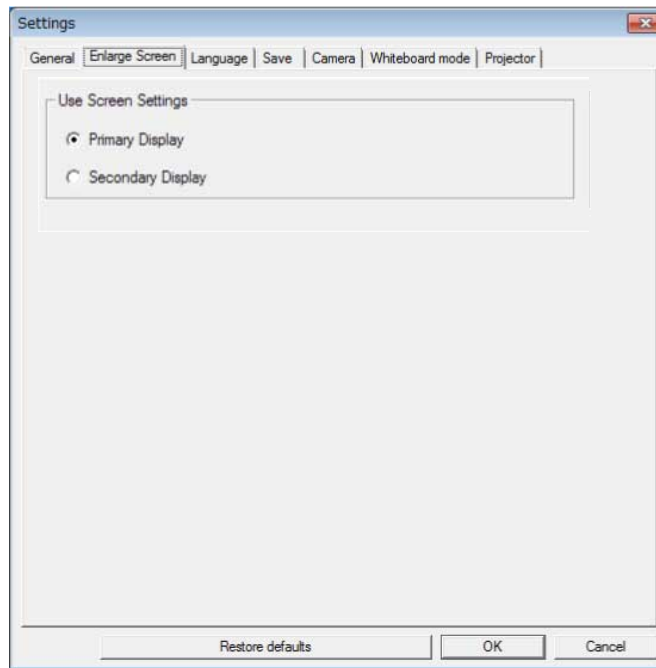 Settings
General Enlarge Screen Language Save Camera Whiteboard mode Projector
Use Screen Settings
Primary Display
Secondary Display
Restore defaults OK Cancel